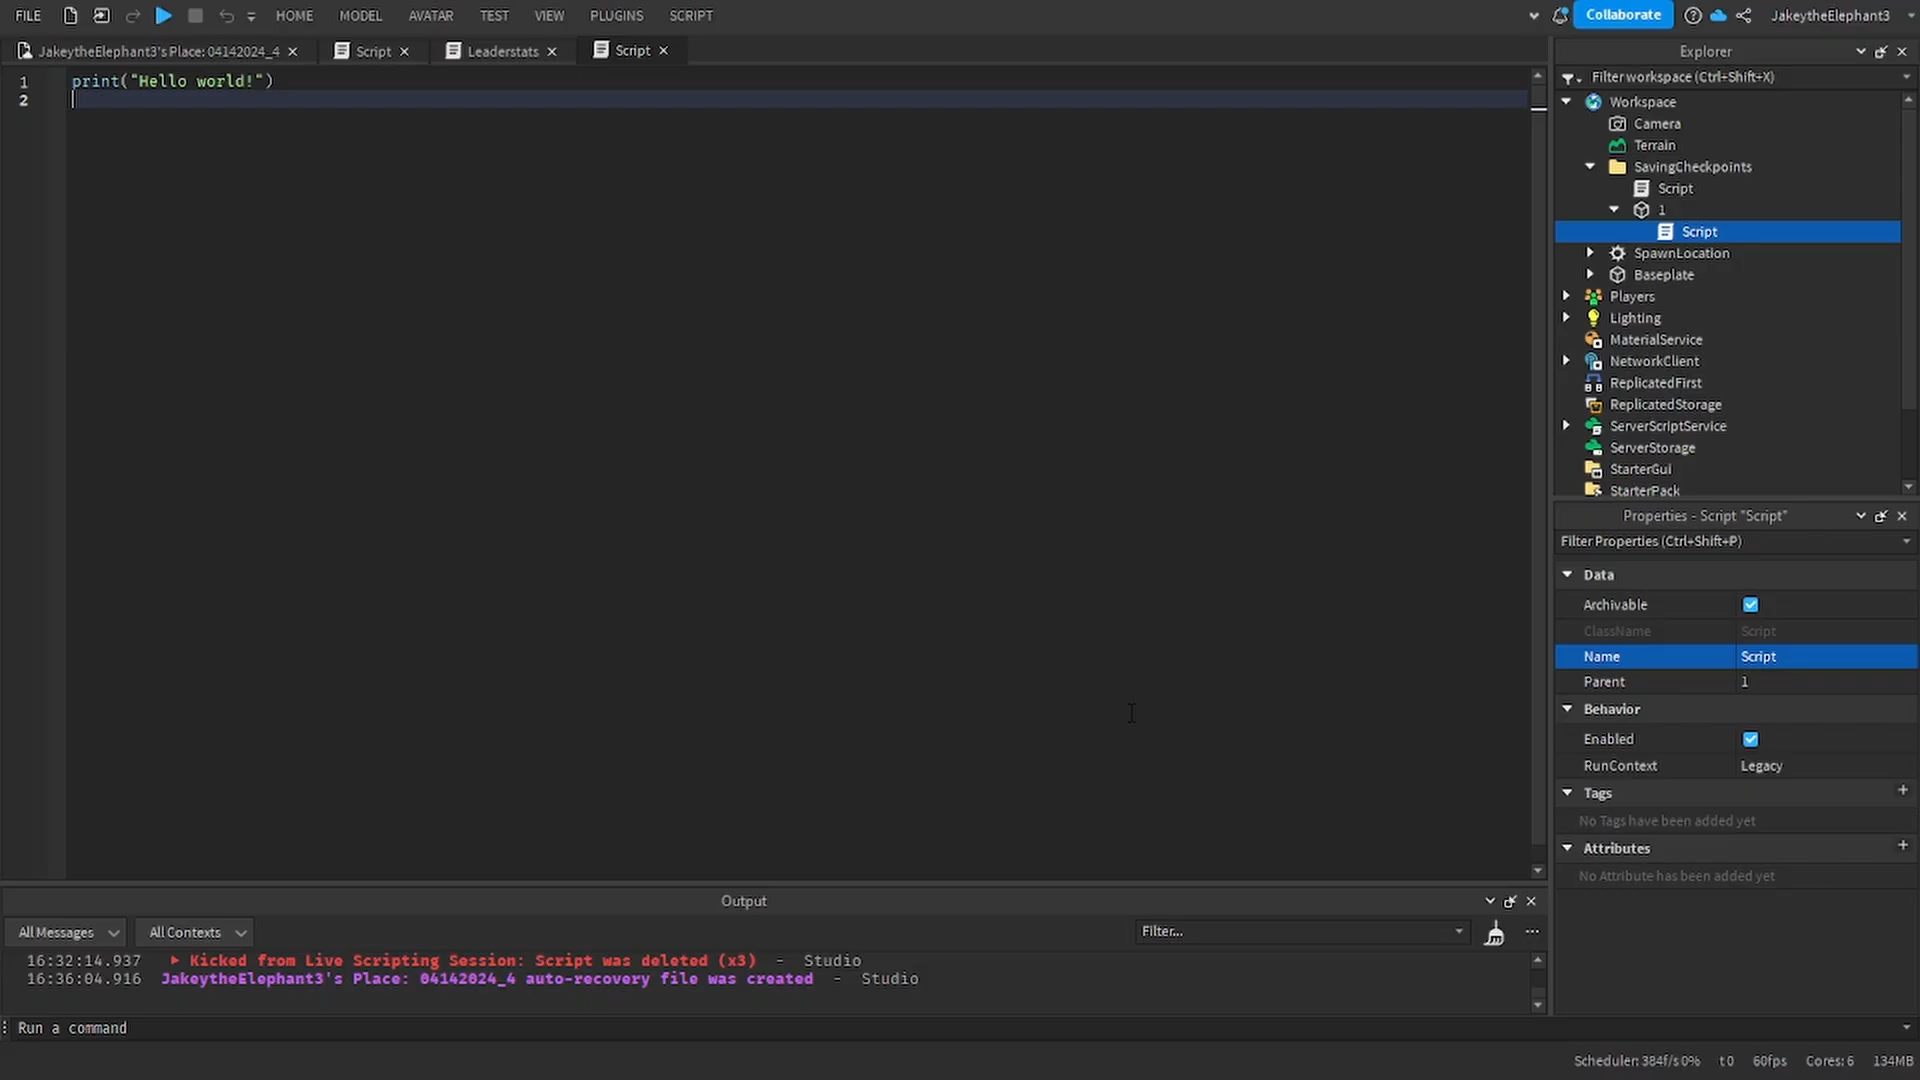 FILE HOME MODEL AVATAR TEST VIEW PLUGINS SCRIPT Collaborate JakeytheElephant3
JakeytheElephant3's Place: 04142024_4 Script Leaderstats Script
1 print("Hello world!")
2
Explorer
Filter workspace (Ctrl+Shift+X)
Workspace
Camera
Terrain
SavingCheckpoints
Script
1
Script
SpawnLocation
Baseplate
Players
Lighting
MaterialService
NetworkClient
ReplicatedFirst
ReplicatedStorage
ServerScriptService
ServerStorage
StarterGui
StarterPack
Properties - Script "Script"
Filter Properties (Ctrl+Shift+P)
Data
Archivable
ClassName Script
Name Script
Parent 1
Behavior
Enabled
RunContext Legacy
Tags
No Tags have been added yet
Attributes
No Attribute has been added yet
Output
All Messages All Contexts Filter...
16:32:14.937 Kicked from Live Scripting Session: Script was deleted (x3) - Studio
16:36:04.916 JakeytheElephant3's Place: 04142024_4 auto-recovery file was created - Studio
Run a command
Scheduler: 384f/s 0% t 0 60fps Cores: 6 134MB